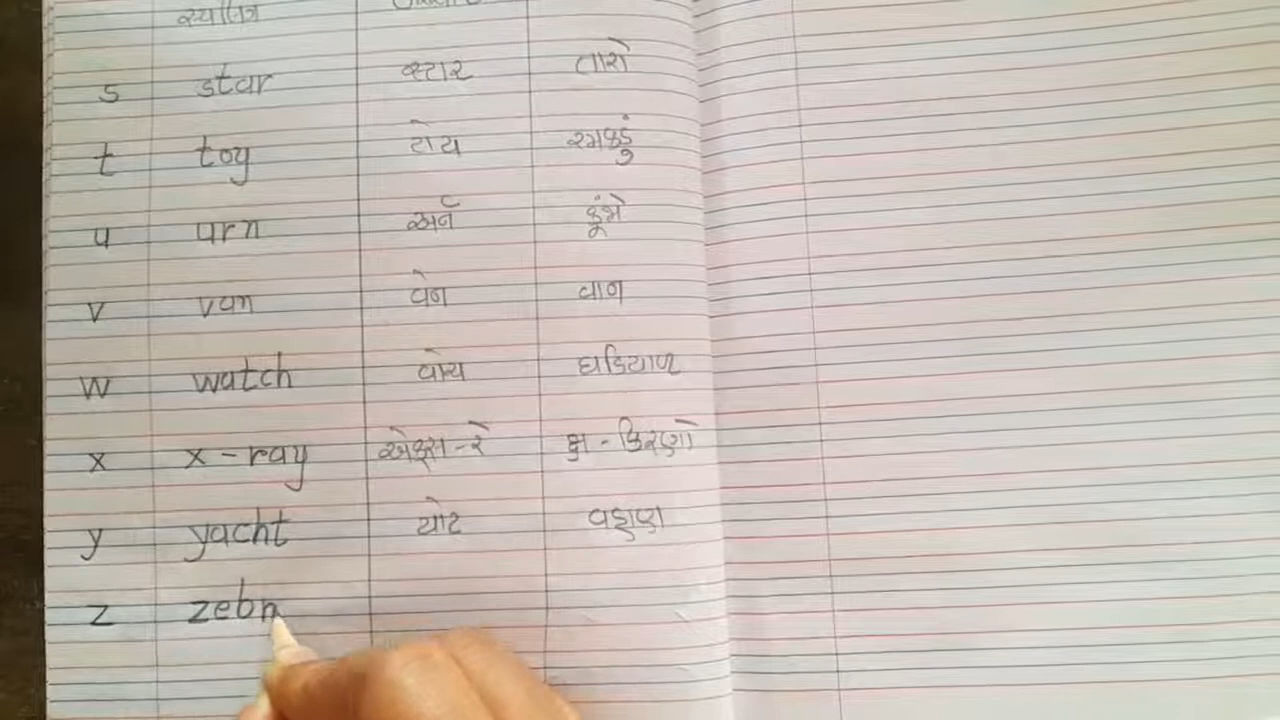 s star સ્ટાર તારો
t toy ટોય રમકડું
u urn અર્ન કૂંજો
v van વેન વાન
w watch વોચ ઘડિયાળ
x x-ray એક્સ-રે ક્ષ-કિરણો
y yacht યોટ વહાણ
z zebr